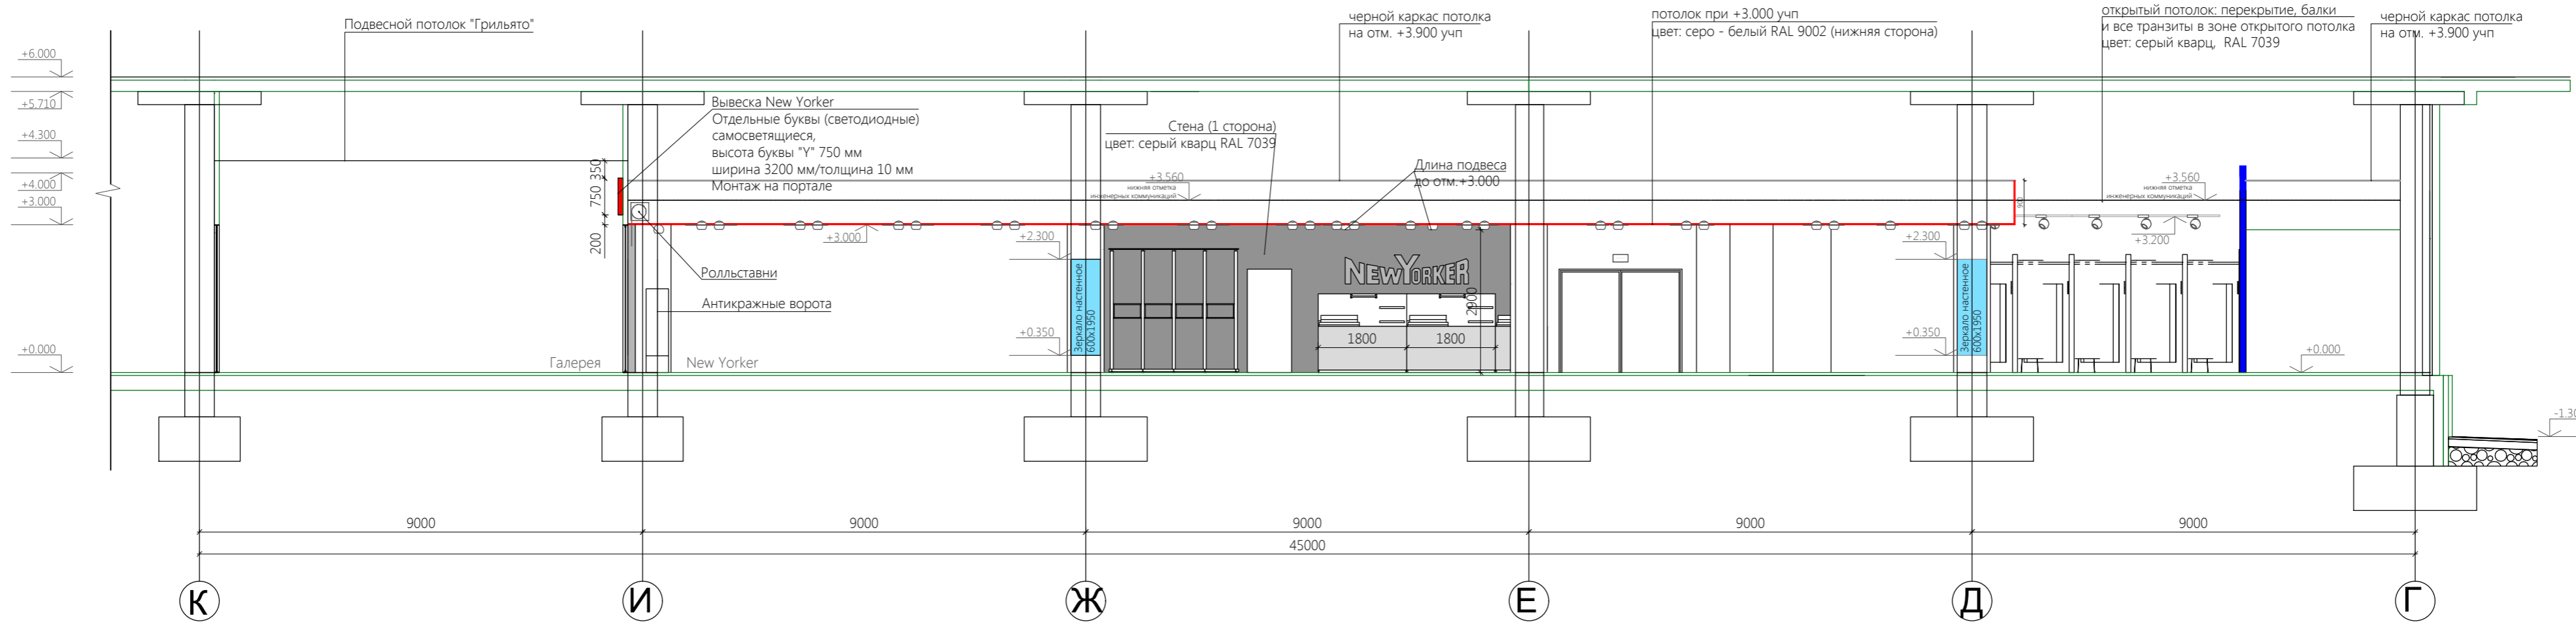 Подвесной потолок "Грильято"
черной каркас потолка
на отм. +3.900 учп
потолок при +3.000 учп
цвет: серо - белый RAL 9002 (нижняя сторона)
открытый потолок: перекрытие, балки
и все транзиты в зоне открытого потолка
цвет: серый кварц, RAL 7039
черной каркас потолка
на отм. +3.900 учп
+6.000
+5.710
+4.300
+4.000
+3.000
+0.000
Вывеска New Yorker
Отдельные буквы (светодиодные)
самосветящиеся,
высота буквы "Y" 750 мм
ширина 3200 мм/толщина 10 мм
Монтаж на портале
350
750
200
Стена (1 сторона)
цвет: серый кварц RAL 7039
Длина подвеса
до отм.+3.000
+3.560
нижняя отметка
инженерных коммуникаций
+3.560
нижняя отметка
инженерных коммуникаций
900
+3.000
+2.300
+2.300
+3.200
Ролльставни
Антикражные ворота
NEWYORKER
2900
Зеркало настенное
600x1950
Зеркало настенное
600x1950
+0.350
+0.350
1800
1800
+0.000
Галерея
New Yorker
-1.30
9000
9000
9000
9000
9000
45000
К
И
Ж
Е
Д
Г